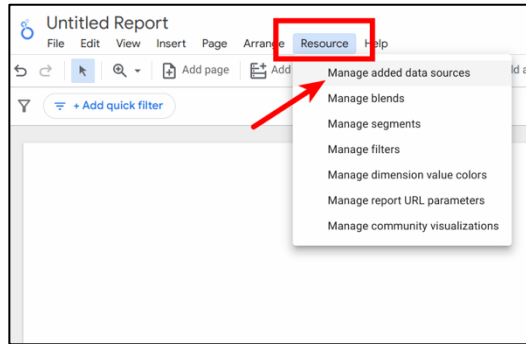 Untitled Report
File Edit View Insert Page Arrange Resource Help
Add page Add
+ Add quick filter
Manage added data sources
Manage blends
Manage segments
Manage filters
Manage dimension value colors
Manage report URL parameters
Manage community visualizations